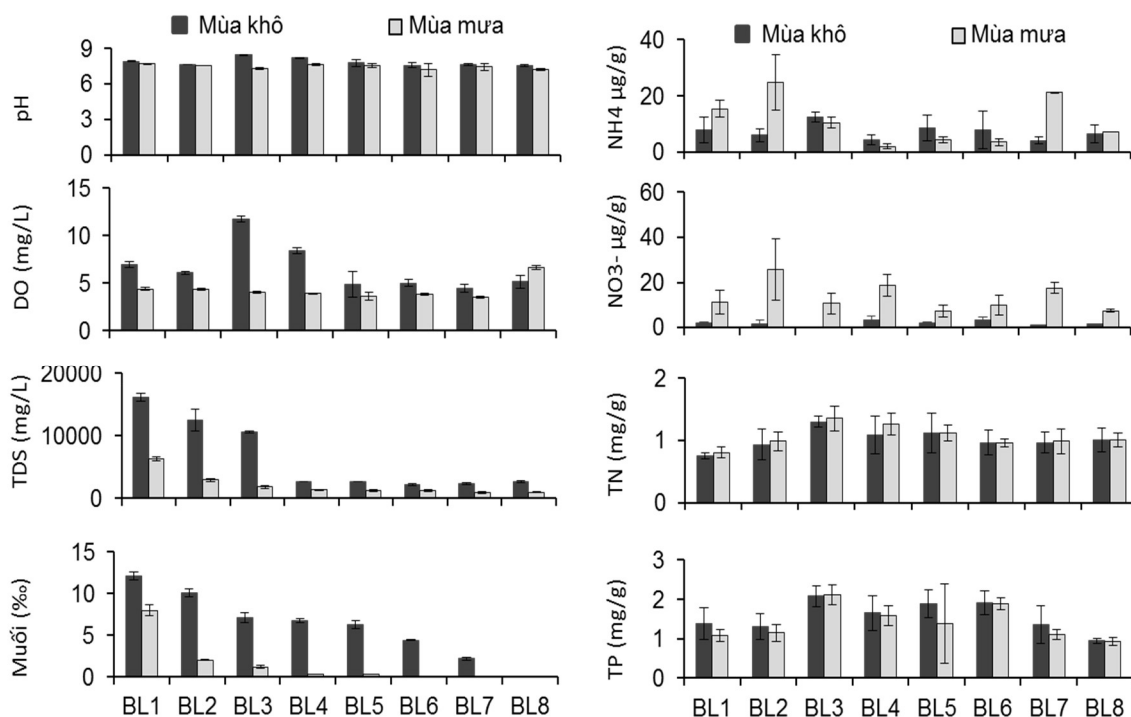 Mùa khô Mùa mưa
9
6
3
0
pH
15
10
5
0
DO (mg/L)
20000
10000
0
TDS (mg/L)
15
10
5
0
Muối (‰)
BL1 BL2 BL3 BL4 BL5 BL6 BL7 BL8
Mùa khô Mùa mưa
40
20
0
NH4 µg/g)
60
40
20
0
NO3- µg/g)
2
1
0
TN (mg/g)
3
2
1
0
TP (mg/g)
BL1 BL2 BL3 BL4 BL5 BL6 BL7 BL8